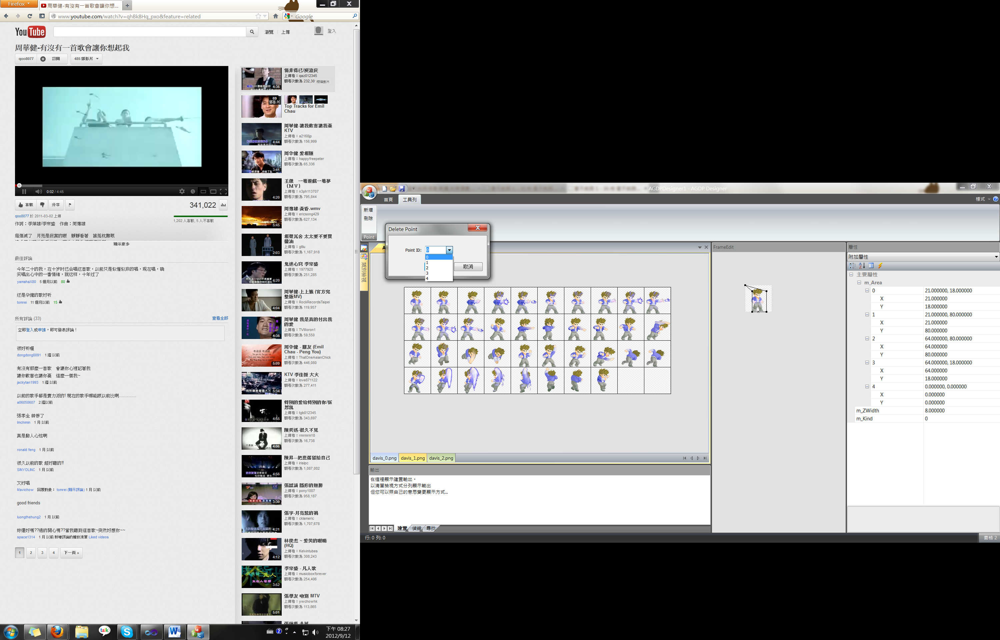 Firefox
周華健-有沒有一首歌會讓你想...
www.youtube.com/watch?v=qhBk8Hq_pxo&feature=related
Google
YouTube
瀏覽
上傳
登入
周華健-有沒有一首歌會讓你想起我
qoo8077
訂閱
485 部影片
0:02 / 4:45
喜歡
分享
341,022
qoo8077 於 2011-03-02 上傳
1,202 人喜歡, 5 人不喜歡
作詞：李焯雄/李宗盛　作曲：周傳雄
燈熄滅了　月亮是寂寞的眼　靜靜看著　誰孤枕難眠
顯示更多
最佳評論
今年二十的我，在十岁时已会唱这首歌，以前只是似懂似非的唱，现在唱，确
实唱出心中的一番情绪，就这样，十年过了
yamahaX80 5 個月以前 80
还是华健的歌好听
tomrei 11 個月以前 15
所有評論 (33)
查看全部
立即登入或申請，即可發表評論！
很好听喔
dongdong0091 1 週 以前
有沒有那麼一首歌　會讓你心裡記著我
讓你歡喜也讓你憂　這麼一個我~
jackytan1993 1 週 以前
以前的歌手都是實力派的! 現在的歌手哪能跟以前比啊.............
a06050607 2 週以前
張孝全 帥慘了
lmchimin 1 月 以前
真是動人心弦啊
ronald feng 1 月 以前
很久以前的歌 超好聽的!!
SINYOLINC 1 月 以前
又好唱
Mavichow 回覆對象： tomrei (顯示評論) 1 月 以前
good friends
luongthehung2 1 月 以前
妳還好嗎??過的開心嗎??當我聽到這首歌~突然好想你~~
space1314 1 月 以前 新增評論的播放清單 Liked videos
1
2
3
4
下一頁 »
情非得已/庾澄庆
上傳者：qaz012345
觀看次數為 232,30
精選影片
4:36
69
部影片
Top Tracks for Emil
Chau
周華健-讓我歡喜讓我憂
KTV
上傳者：a2168jp
觀看次數為 156,999
4:44
周华健 爱相随
上傳者：happyfreepeter
觀看次數為 65,336
3:41
王傑　一場遊戲一場夢
（ＭＶ）
上傳者：n3ph113707
觀看次數為 795,844
4:20
周傳雄-黃昏.wmv
上傳者：ericsong429
觀看次數為 627,134
5:45
相聲瓦舍 太太要不要買
醬油
上傳者：gtliu
觀看次數為 1,167,918
2:03
鬼迷心窍 李宗盛
上傳者：1977920
觀看次數為 251,285
4:20
周華健-上上籤 (官方完
整版MV)
上傳者：RockRecordsTaipei
觀看次數為 119,957
4:04
周華健 我是真的付出我
的愛
上傳者：TVMoron1
觀看次數為 59,550
4:36
周华健 - 朋友 (Emil
Chau - Peng You)
上傳者：ThatOneAsianChick
觀看次數為 446,080
5:09
KTV 李佳薇 大火
上傳者：love871122
觀看次數為 277,411
有些傷痕像場大火
5:34
特别的爱给特别的你/伍
思凯
上傳者：tgb012345
觀看次數為 343,697
4:55
陳奕迅-很久不見
上傳者：rmrmrm18
觀看次數為 16,738
4:06
陳昇---把悲傷留給自己
上傳者：irislpc
觀看次數為 1,087,002
4:56
張韶涵 隱形的翅膀
上傳者：pony1007
觀看次數為 958,187
3:30
張宇-月亮惹的禍
上傳者：cklameric
觀看次數為 1,707,678
4:21
林俊杰 ~ 爱笑的眼睛
(HQ)
上傳者：Kelvintubes
觀看次數為 308,243
4:12
李宗盛 - 凡人歌
上傳者：musicboxforever
觀看次數為 254,406
你我皆凡人
生在人世間
3:52
張學友 吻別 MTV
上傳者：ywchowhk
觀看次數為 113,865
5:01
talk
下午 08:27
2012/9/12
AGDPDesigner1 - AGDP Designer
首頁
工具列
樣式
新增
刪除
Point
Delete Point
Point ID:
0
0
1
2
3
4
取消
類別檢視
davis_0.png
davis_1.png
davis_2.png
輸出
在這裡顯示建置輸出。
以清單檢視方式分列顯示輸出
但您可以照自己的意思變更顯示方式...
建置
偵錯
尋找
行: 0 列: 0
窗格 2
FrameEdit
屬性
附加屬性
主要屬性
m_Area
0 21.000000, 18.000000
X 21.000000
Y 18.000000
1 21.000000, 80.000000
X 21.000000
Y 80.000000
2 64.000000, 80.000000
X 64.000000
Y 80.000000
3 64.000000, 18.000000
X 64.000000
Y 18.000000
4 0.000000, 0.000000
X 0.000000
Y 0.000000
m_ZWidth 8.000000
m_Kind 0